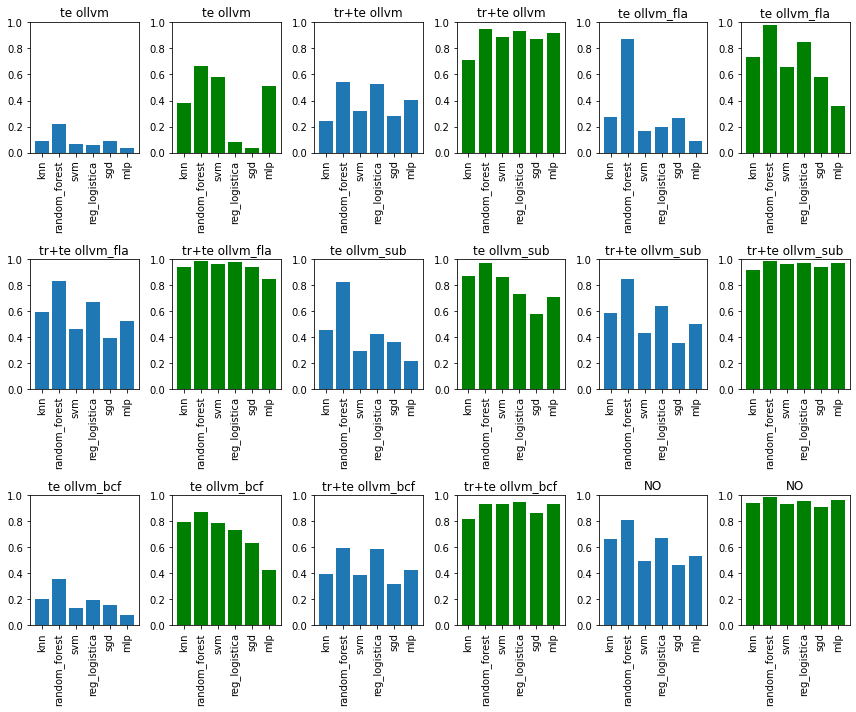 te ollvm te ollvm tr+te ollvm tr+te ollvm te ollvm_fla te ollvm_fla
1.0 1.0 1.0 1.0 1.0 1.0
0.8 0.8 0.8 0.8 0.8 0.8
0.6 0.6 0.6 0.6 0.6 0.6
0.4 0.4 0.4 0.4 0.4 0.4
0.2 0.2 0.2 0.2 0.2 0.2
0.0 0.0 0.0 0.0 0.0 0.0
knn random_forest svm reg_logistica sgd mlp
knn random_forest svm reg_logistica sgd mlp
knn random_forest svm reg_logistica sgd mlp
knn random_forest svm reg_logistica sgd mlp
knn random_forest svm reg_logistica sgd mlp
knn random_forest svm reg_logistica sgd mlp
tr+te ollvm_fla tr+te ollvm_fla te ollvm_sub te ollvm_sub tr+te ollvm_sub tr+te ollvm_sub
1.0 1.0 1.0 1.0 1.0 1.0
0.8 0.8 0.8 0.8 0.8 0.8
0.6 0.6 0.6 0.6 0.6 0.6
0.4 0.4 0.4 0.4 0.4 0.4
0.2 0.2 0.2 0.2 0.2 0.2
0.0 0.0 0.0 0.0 0.0 0.0
knn random_forest svm reg_logistica sgd mlp
knn random_forest svm reg_logistica sgd mlp
knn random_forest svm reg_logistica sgd mlp
knn random_forest svm reg_logistica sgd mlp
knn random_forest svm reg_logistica sgd mlp
knn random_forest svm reg_logistica sgd mlp
te ollvm_bcf te ollvm_bcf tr+te ollvm_bcf tr+te ollvm_bcf NO NO
1.0 1.0 1.0 1.0 1.0 1.0
0.8 0.8 0.8 0.8 0.8 0.8
0.6 0.6 0.6 0.6 0.6 0.6
0.4 0.4 0.4 0.4 0.4 0.4
0.2 0.2 0.2 0.2 0.2 0.2
0.0 0.0 0.0 0.0 0.0 0.0
knn random_forest svm reg_logistica sgd mlp
knn random_forest svm reg_logistica sgd mlp
knn random_forest svm reg_logistica sgd mlp
knn random_forest svm reg_logistica sgd mlp
knn random_forest svm reg_logistica sgd mlp
knn random_forest svm reg_logistica sgd mlp